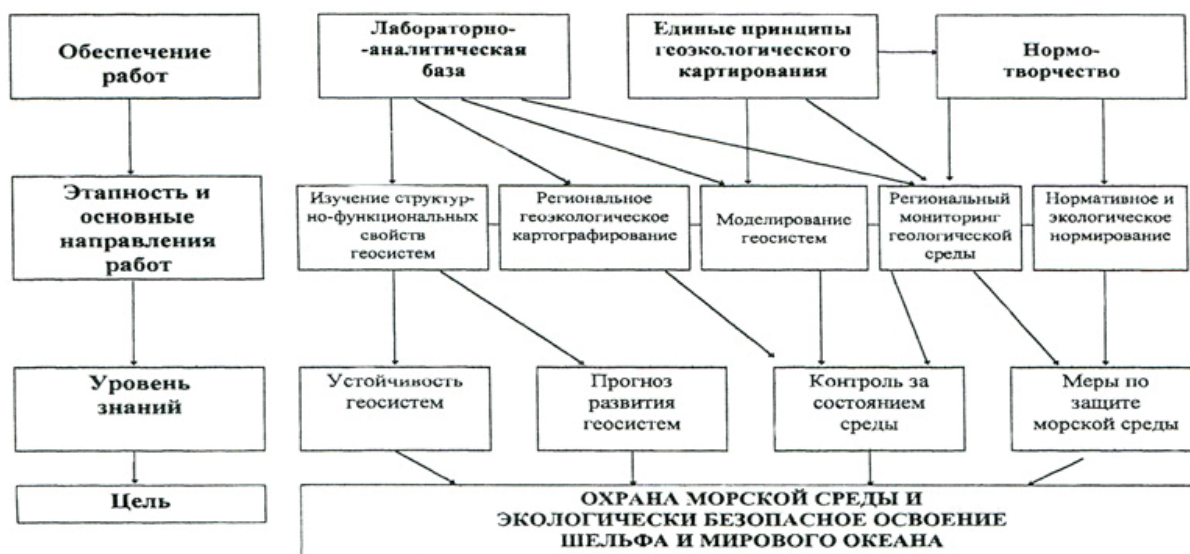 Обеспечение
работ
Лабораторно-
-аналитическая
база
Единые принципы
геоэкологического
картирования
Нормо-
творчество
Этапность и
основные
направления
работ
Изучение структур-
но-функциональных
свойств
геосистем
Региональное
геоэкологическое
картографирование
Моделирование
геосистем
Региональный
мониторинг
геологической
среды
Нормативное и
экологическое
нормирование
Уровень
знаний
Устойчивость
геосистем
Прогноз
развития
геосистем
Контроль за
состоянием
среды
Меры по
защите
морской среды
Цель
ОХРАНА МОРСКОЙ СРЕДЫ И
ЭКОЛОГИЧЕСКИ БЕЗОПАСНОЕ ОСВОЕНИЕ
ШЕЛЬФА И МИРОВОГО ОКЕАНА